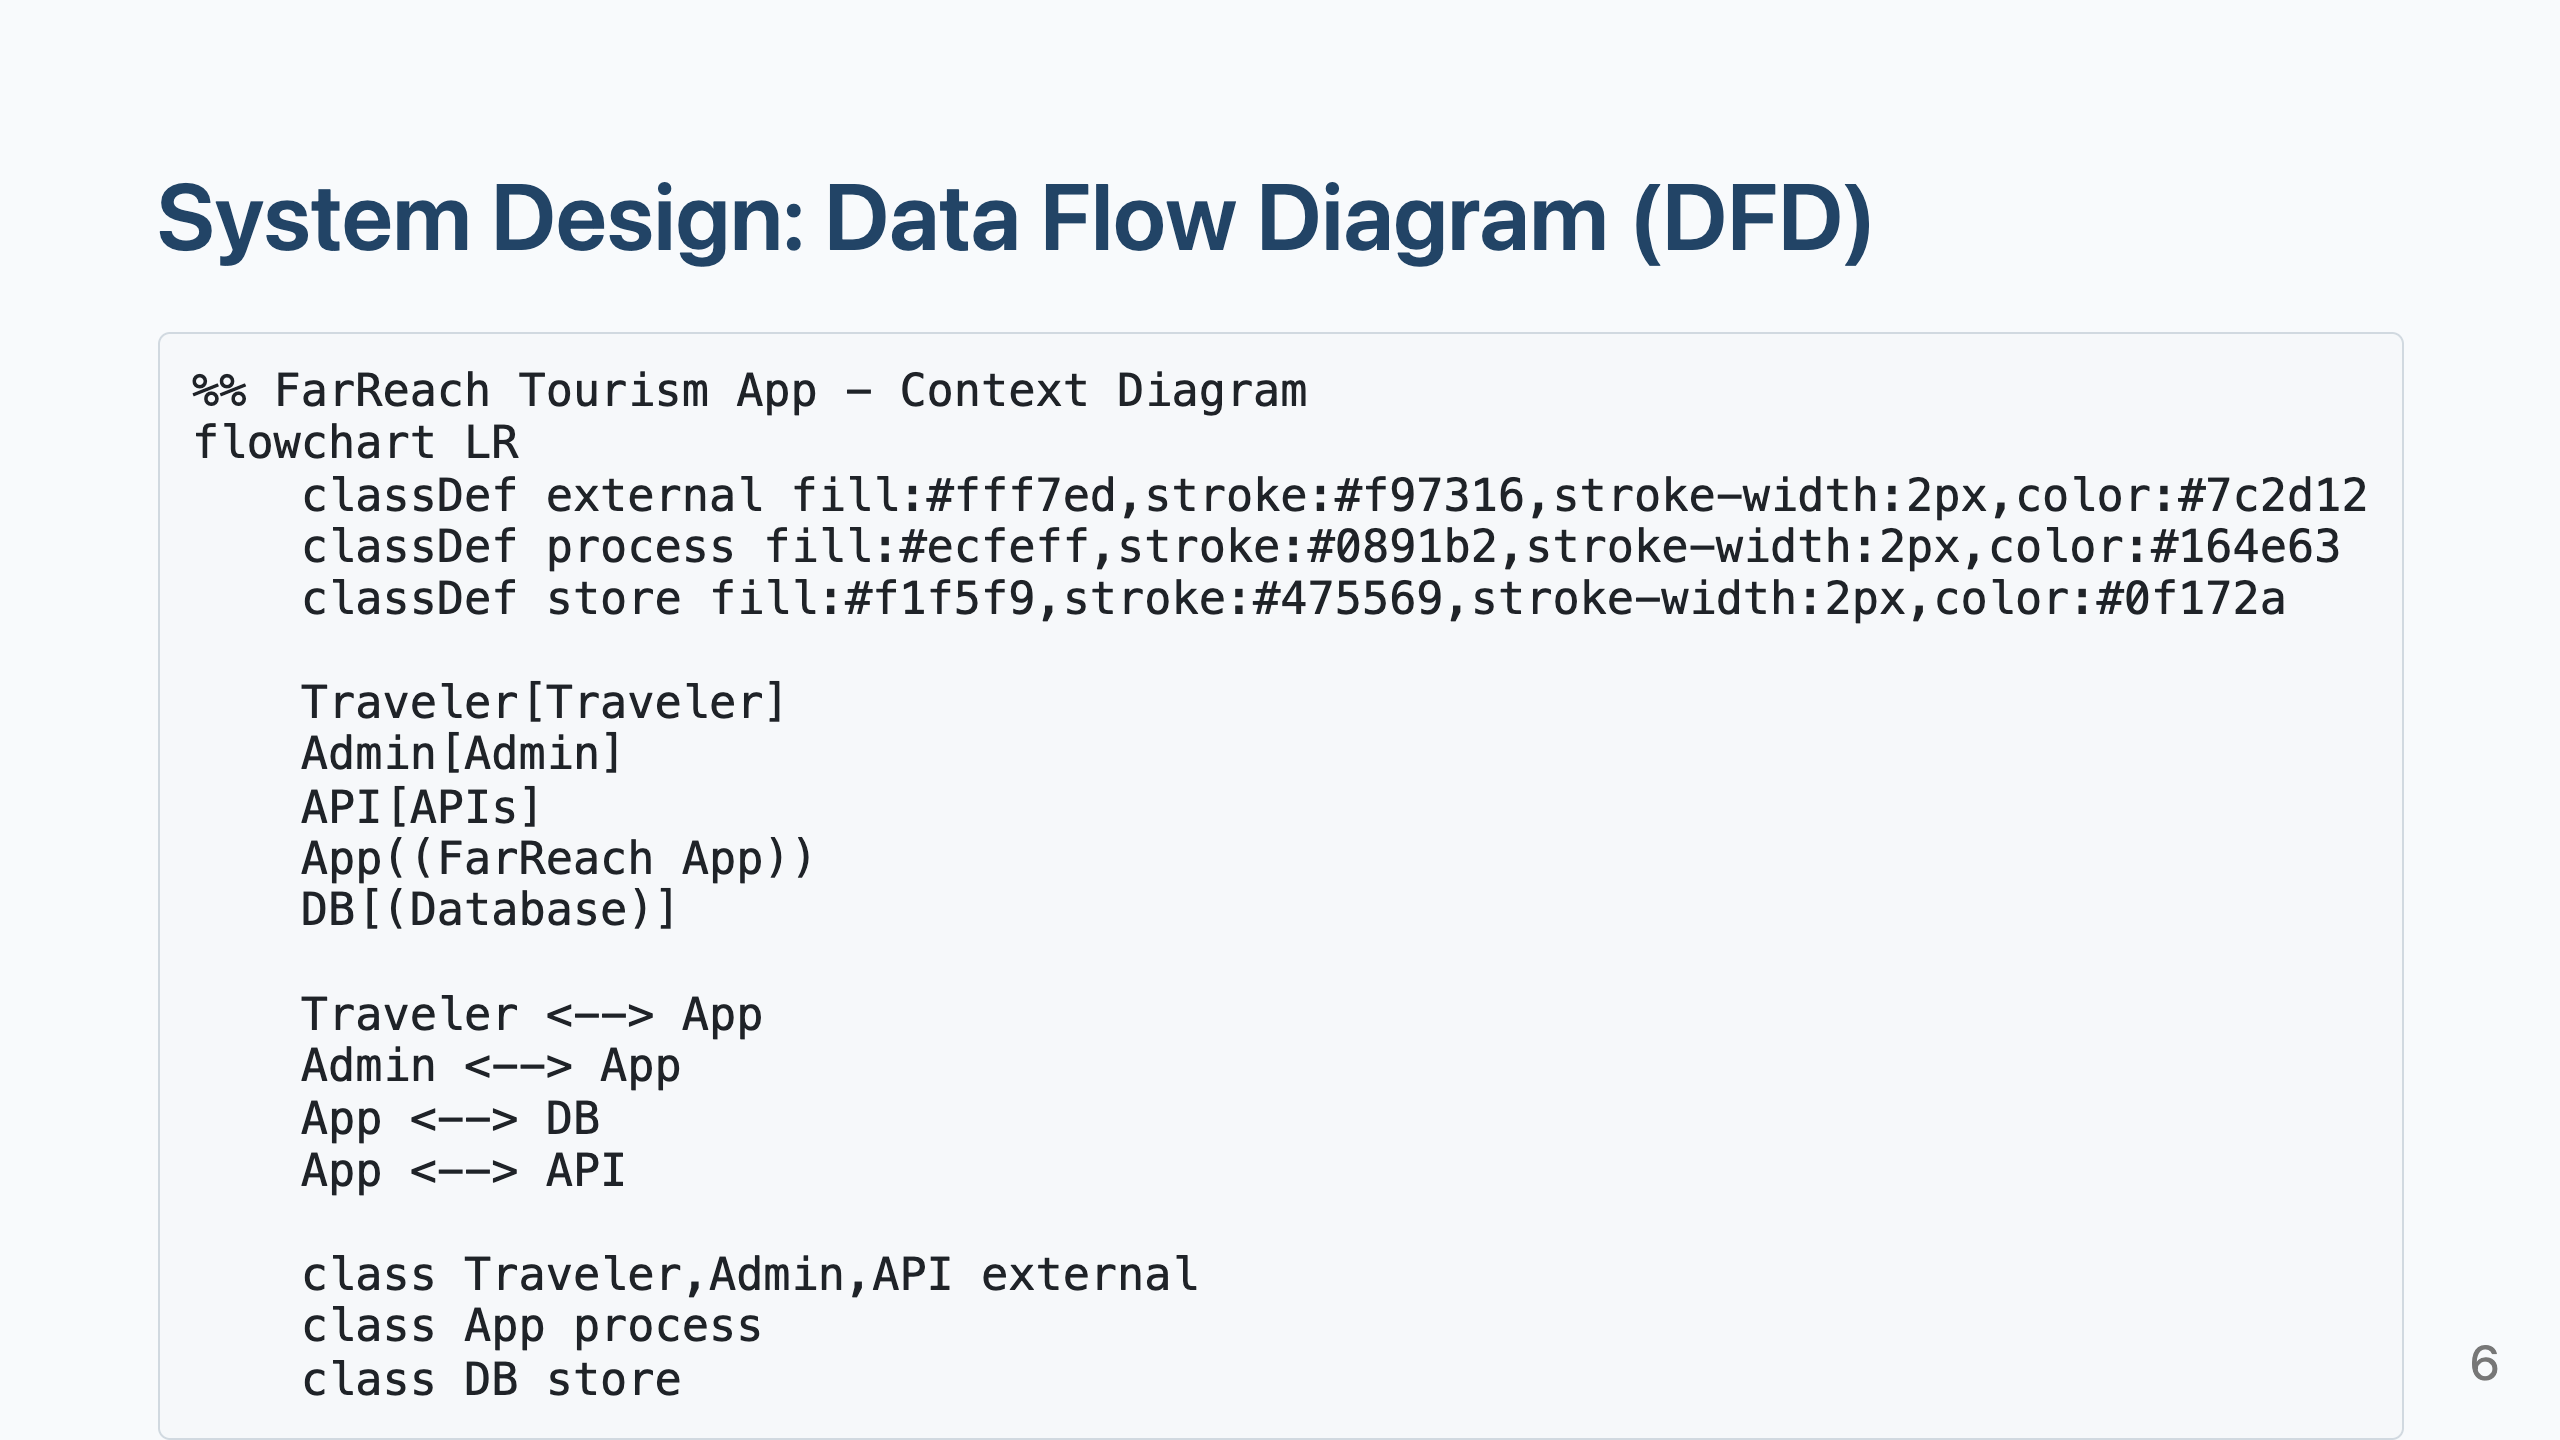 System Design: Data Flow Diagram (DFD)
%% FarReach Tourism App - Context Diagram
flowchart LR
    classDef external fill:#fff7ed,stroke:#f97316,stroke-width:2px,color:#7c2d12
    classDef process fill:#ecfeff,stroke:#0891b2,stroke-width:2px,color:#164e63
    classDef store fill:#f1f5f9,stroke:#475569,stroke-width:2px,color:#0f172a

    Traveler[Traveler]
    Admin[Admin]
    API[APIs]
    App((FarReach App))
    DB[(Database)]

    Traveler <--> App
    Admin <--> App
    App <--> DB
    App <--> API

    class Traveler,Admin,API external
    class App process
    class DB store
6